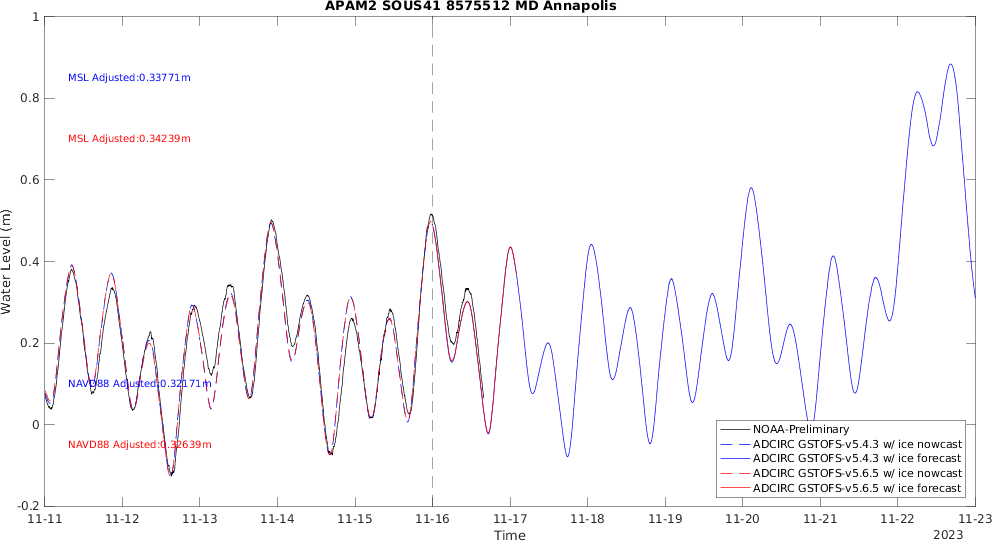 APAM2 SOUS41 8575512 MD Annapolis
1
0.8
0.6
0.4
0.2
0
-0.2
Water Level (m)
MSL Adjusted:0.33771m
MSL Adjusted:0.34239m
NAVD88 Adjusted:0.32171m
NAVD88 Adjusted:0.32639m
NOAA-Preliminary
ADCIRC GSTOFS-v5.4.3 w/ ice nowcast
ADCIRC GSTOFS-v5.4.3 w/ ice forecast
ADCIRC GSTOFS-v5.6.5 w/ ice nowcast
ADCIRC GSTOFS-v5.6.5 w/ ice forecast
11-11 11-12 11-13 11-14 11-15 11-16 11-17 11-18 11-19 11-20 11-21 11-22 11-23
Time
2023